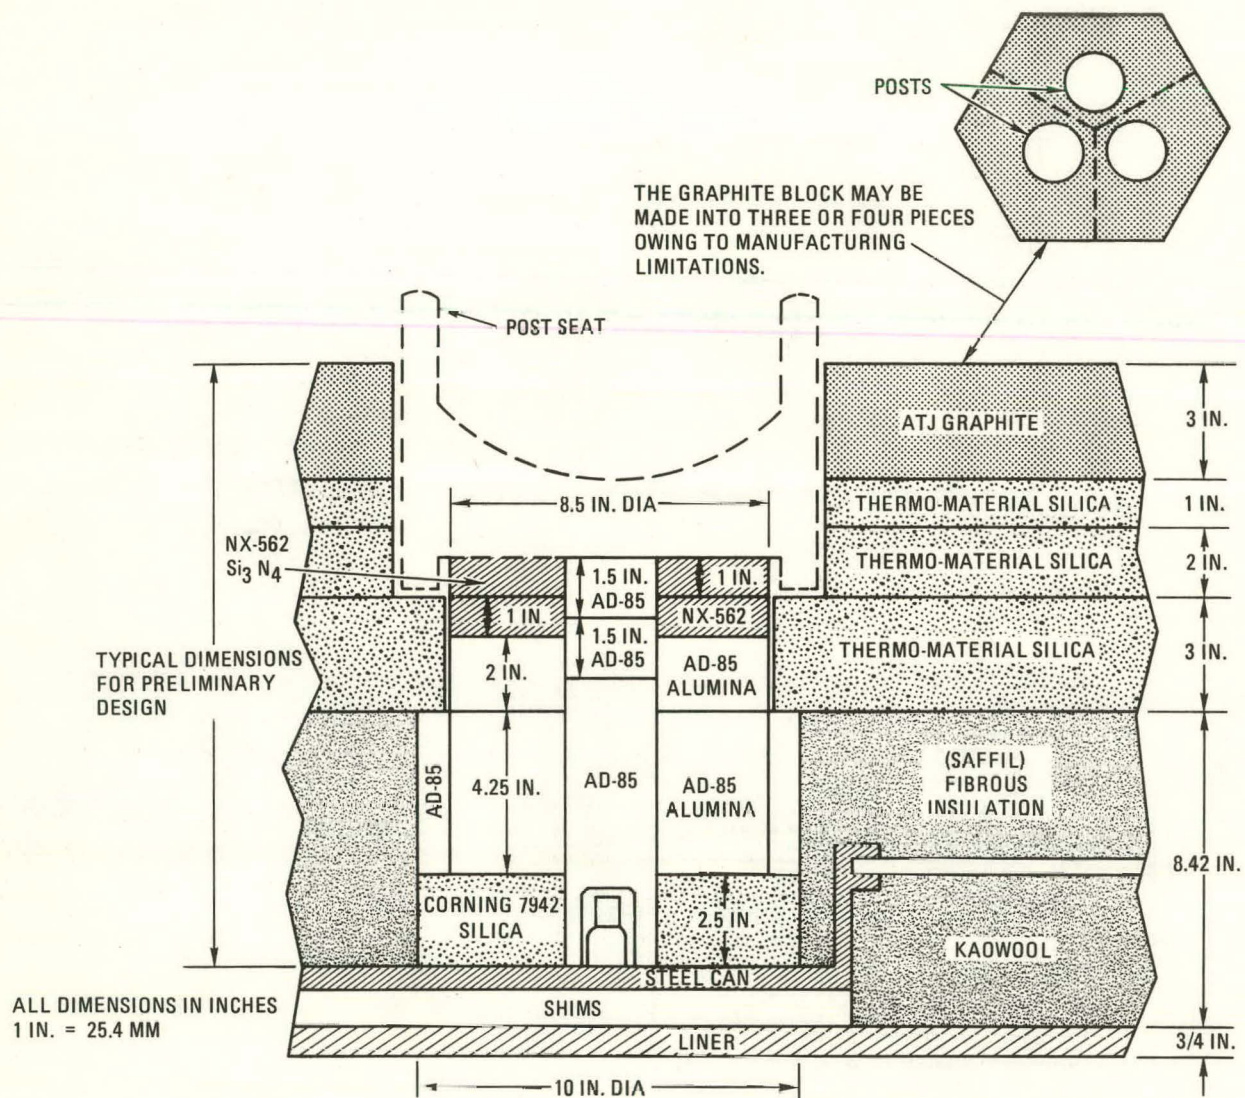 POSTS
THE GRAPHITE BLOCK MAY BE
MADE INTO THREE OR FOUR PIECES
OWING TO MANUFACTURING
LIMITATIONS.
POST SEAT
ATJ GRAPHITE
3 IN.
8.5 IN. DIA
THERMO-MATERIAL SILICA
1 IN.
NX-562
Si3 N4
1.5 IN.
AD-85
1 IN.
THERMO-MATERIAL SILICA
2 IN.
1 IN.
1.5 IN.
AD-85
NX-562
THERMO-MATERIAL SILICA
3 IN.
TYPICAL DIMENSIONS
FOR PRELIMINARY
DESIGN
2 IN.
AD-85
ALUMINA
AD-85
4.25 IN.
AD-85
AD-85
ALUMINA
(SAFFIL)
FIBROUS
INSULATION
8.42 IN.
CORNING 7942
SILICA
2.5 IN.
KAOWOOL
STEEL CAN
ALL DIMENSIONS IN INCHES
1 IN. = 25.4 MM
SHIMS
LINER
3/4 IN.
10 IN. DIA